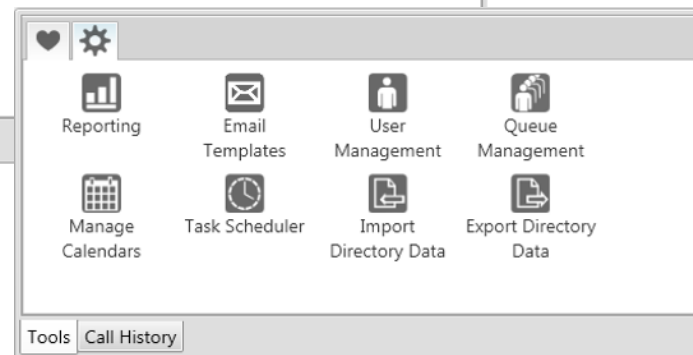 Reporting
Email
Templates
User
Management
Queue
Management
Manage
Calendars
Task Scheduler
Import
Directory Data
Export Directory
Data
Tools
Call History